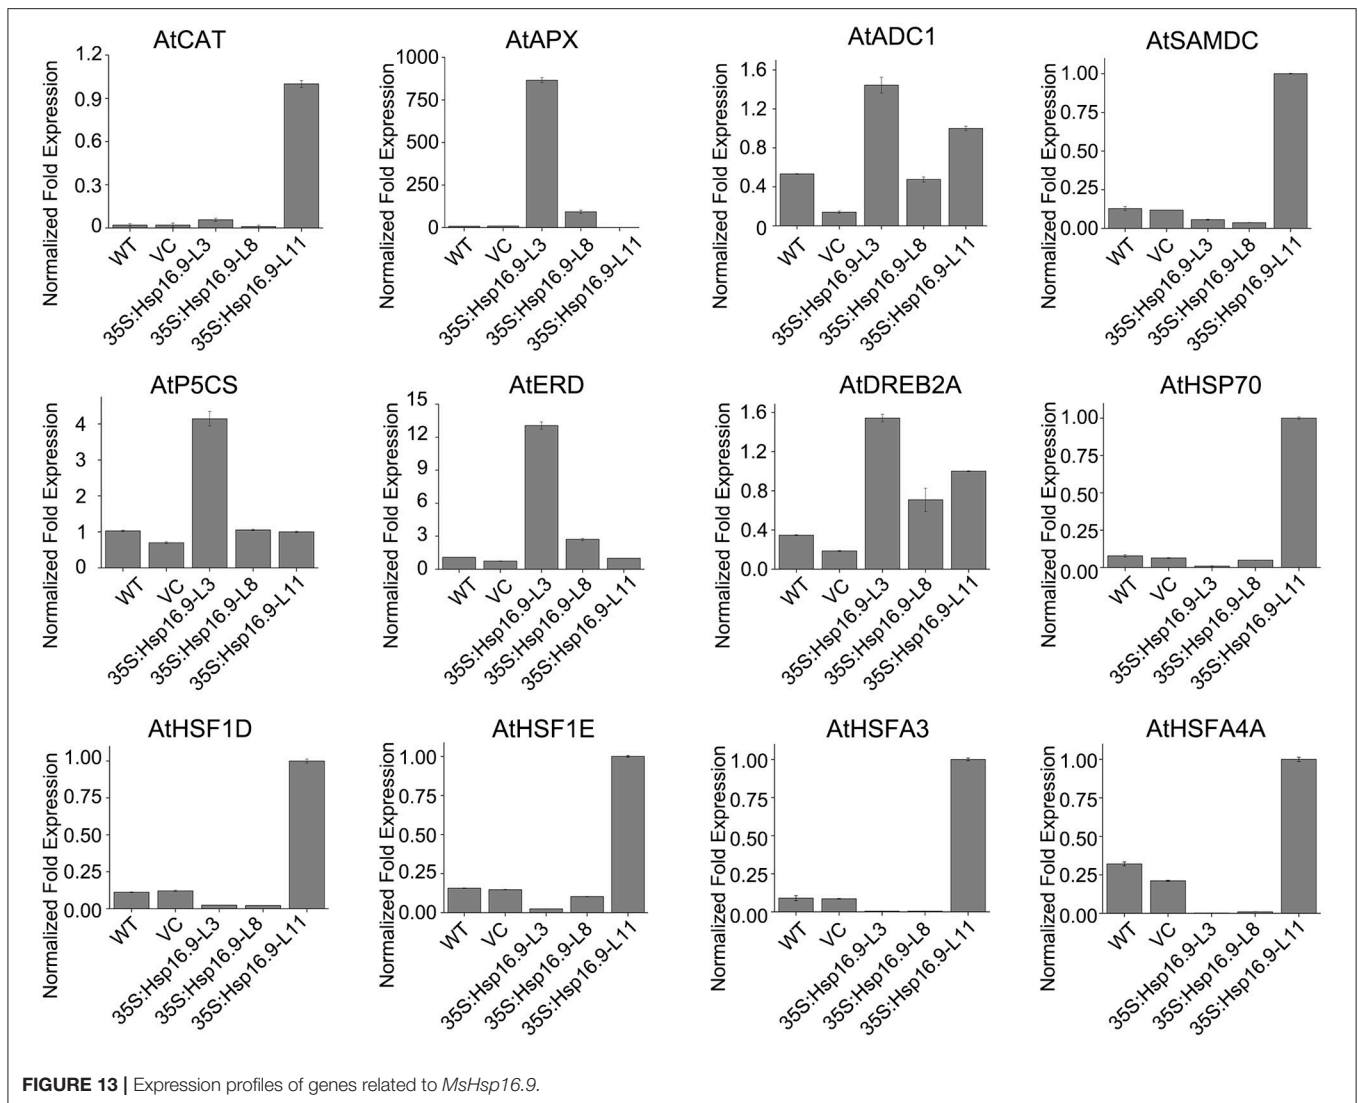 AtCAT
Normalized Fold Expression
1.2
0.9
0.6
0.3
0
WT
VC
35S:Hsp16.9-L3
35S:Hsp16.9-L8
35S:Hsp16.9-L11
AtAPX
Normalized Fold Expression
1000
750
500
250
0
WT
VC
35S:Hsp16.9-L3
35S:Hsp16.9-L8
35S:Hsp16.9-L11
AtADC1
Normalized Fold Expression
1.6
1.2
0.8
0.4
0
WT
VC
35S:Hsp16.9-L3
35S:Hsp16.9-L8
35S:Hsp16.9-L11
AtSAMDC
Normalized Fold Expression
1.00
0.75
0.50
0.25
0.00
WT
VC
35S:Hsp16.9-L3
35S:Hsp16.9-L8
35S:Hsp16.9-L11
AtP5CS
Normalized Fold Expression
4
3
2
1
0
WT
VC
35S:Hsp16.9-L3
35S:Hsp16.9-L8
35S:Hsp16.9-L11
AtERD
Normalized Fold Expression
15
12
9
6
3
0
WT
VC
35S:Hsp16.9-L3
35S:Hsp16.9-L8
35S:Hsp16.9-L11
AtDREB2A
Normalized Fold Expression
1.6
1.2
0.8
0.4
0.0
WT
VC
35S:Hsp16.9-L3
35S:Hsp16.9-L8
35S:Hsp16.9-L11
AtHSP70
Normalized Fold Expression
1.00
0.75
0.50
0.25
0.00
WT
VC
35S:Hsp16.9-L3
35S:Hsp16.9-L8
35S:Hsp16.9-L11
AtHSF1D
Normalized Fold Expression
1.00
0.75
0.50
0.25
0.00
WT
VC
35S:Hsp16.9-L3
35S:Hsp16.9-L8
35S:Hsp16.9-L11
AtHSF1E
Normalized Fold Expression
1.00
0.75
0.50
0.25
0.00
WT
VC
35S:Hsp16.9-L3
35S:Hsp16.9-L8
35S:Hsp16.9-L11
AtHSFA3
Normalized Fold Expression
1.00
0.75
0.50
0.25
0.00
WT
VC
35S:Hsp16.9-L3
35S:Hsp16.9-L8
35S:Hsp16.9-L11
AtHSFA4A
Normalized Fold Expression
1.00
0.75
0.50
0.25
0.00
WT
VC
35S:Hsp16.9-L3
35S:Hsp16.9-L8
35S:Hsp16.9-L11
FIGURE 13 | Expression profiles of genes related to MsHsp16.9.